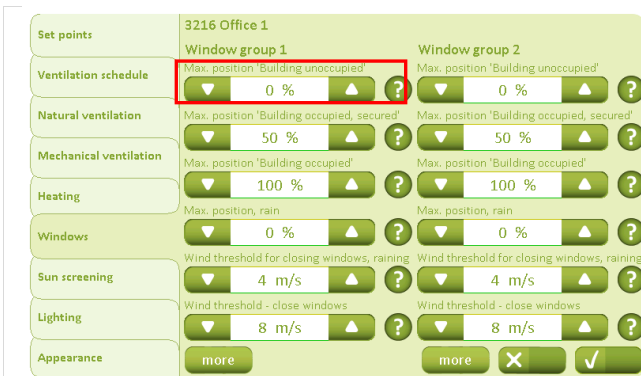 3216 Office 1
Set points
Ventilation schedule
Natural ventilation
Mechanical ventilation
Heating
Windows
Sun screening
Lighting
Appearance
Window group 1
Max. position 'Building unoccupied'
0 %
?
Max. position 'Building occupied, secured'
50 %
?
Max. position 'Building occupied'
100 %
?
Max. position, rain
0 %
?
Wind threshold for closing windows, raining
4 m/s
?
Wind threshold - close windows
8 m/s
?
more
Window group 2
Max. position 'Building unoccupied'
0 %
?
Max. position 'Building occupied, secured'
50 %
?
Max. position 'Building occupied'
100 %
?
Max. position, rain
0 %
?
Wind threshold for closing windows, raining
4 m/s
?
Wind threshold - close windows
8 m/s
?
more